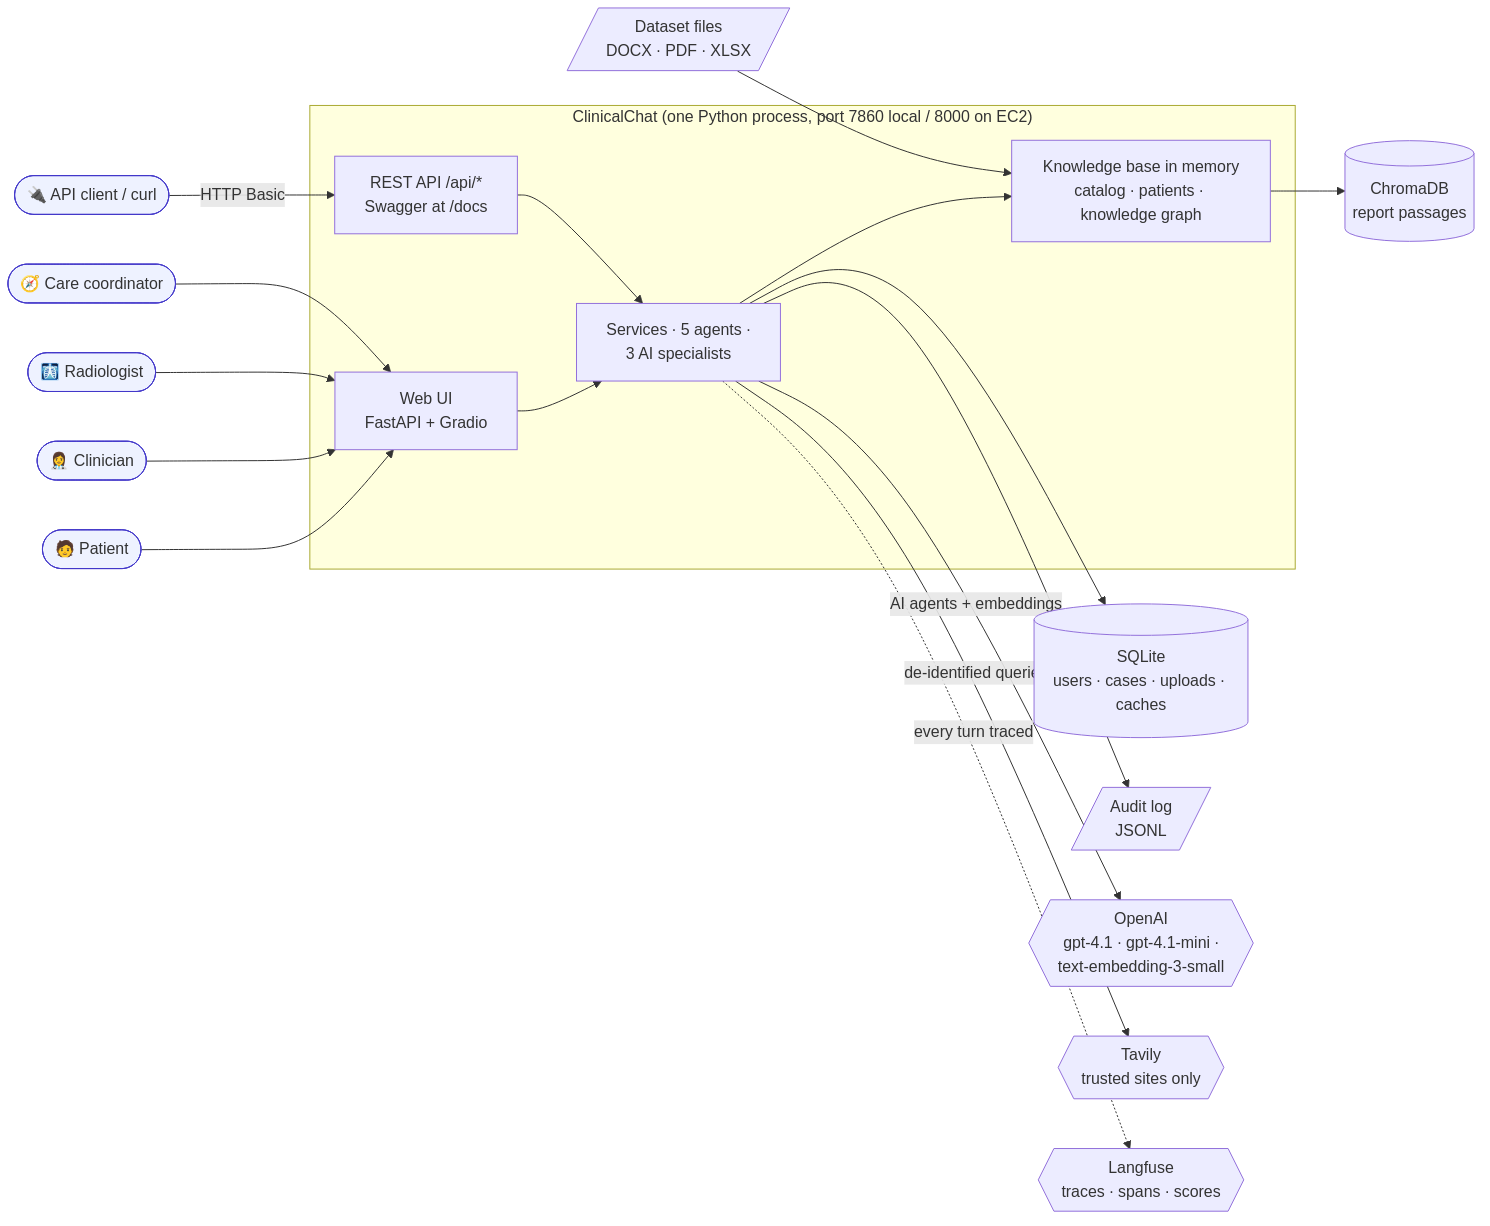 Dataset files
DOCX · PDF · XLSX
ClinicalChat (one Python process, port 7860 local / 8000 on EC2)
API client / curl
HTTP Basic
REST API /api/*
Swagger at /docs
Knowledge base in memory
catalog · patients ·
knowledge graph
ChromaDB
report passages
Care coordinator
Radiologist
Clinician
Patient
Web UI
FastAPI + Gradio
Services · 5 agents ·
3 AI specialists
AI agents + embeddings
de-identified querie
every turn traced
SQLite
users · cases · uploads ·
caches
Audit log
JSONL
OpenAI
gpt-4.1 · gpt-4.1-mini ·
text-embedding-3-small
Tavily
trusted sites only
Langfuse
traces · spans · scores